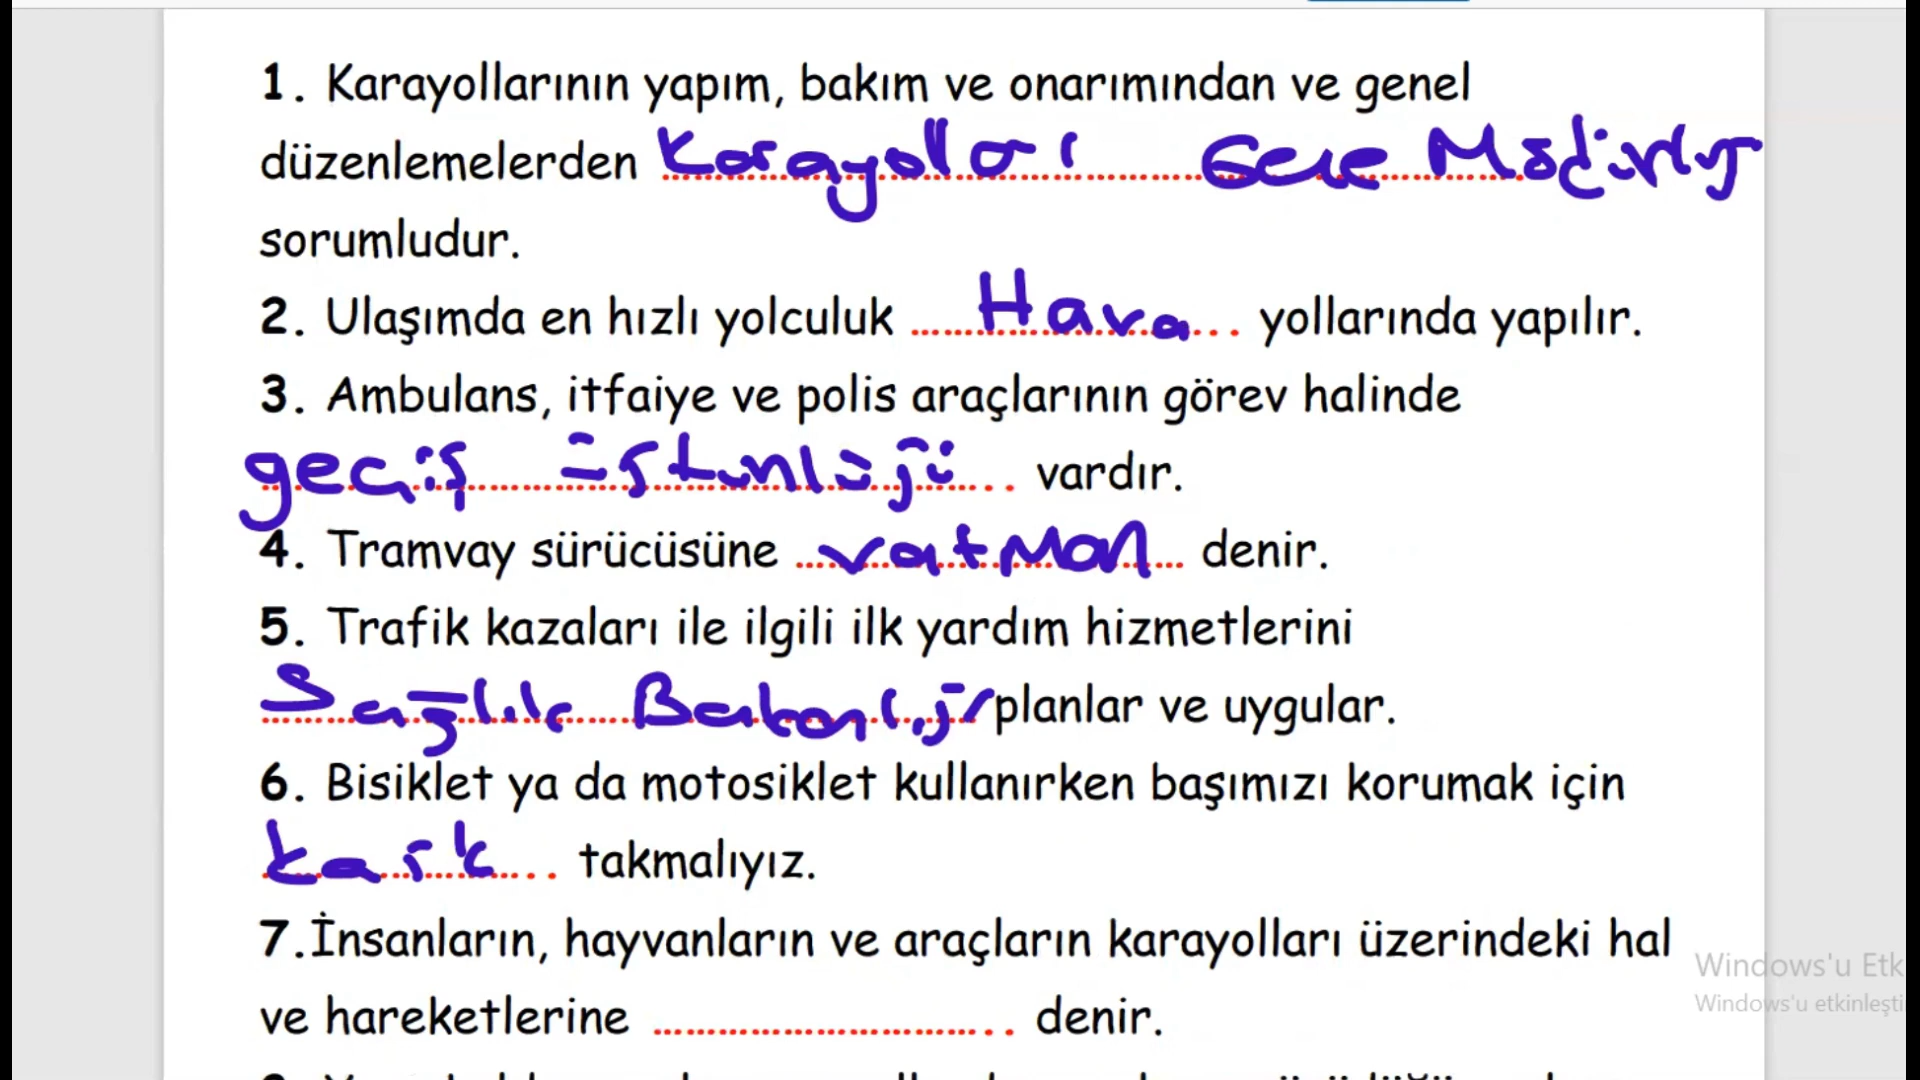 1. Karayollarının yapım, bakım ve onarımından ve genel
düzenlemelerden Karayolları Gene Müdürlüğ
sorumludur.
2. Ulaşımda en hızlı yolculuk ...Hava... yollarında yapılır.
3. Ambulans, itfaiye ve polis araçlarının görev halinde
geçiş üstünlüğü... vardır.
4. Tramvay sürücüsüne ...vatman... denir.
5. Trafik kazaları ile ilgili ilk yardım hizmetlerini
Sağlık Bakanlığı planlar ve uygular.
6. Bisiklet ya da motosiklet kullanırken başımızı korumak için
kask... takmalıyız.
7.İnsanların, hayvanların ve araçların karayolları üzerindeki hal
Windows'u Etk
Windows'u etkinleşti
ve hareketlerine ................................. denir.